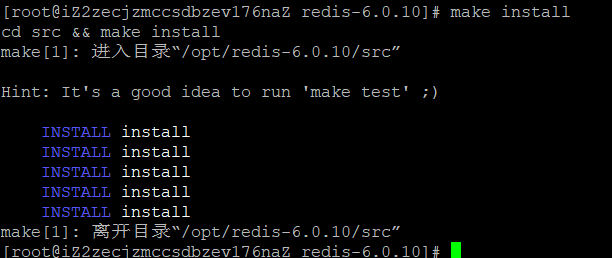 [root@iZ2zecjzmccsdbzev176naZ redis-6.0.10]# make install
cd src && make install
make[1]: 进入目录“/opt/redis-6.0.10/src”
Hint: It's a good idea to run 'make test' ;)
INSTALL install
INSTALL install
INSTALL install
INSTALL install
INSTALL install
make[1]: 离开目录“/opt/redis-6.0.10/src”
[root@iZ2zecjzmccsdbzev176naZ redis-6.0.10]#